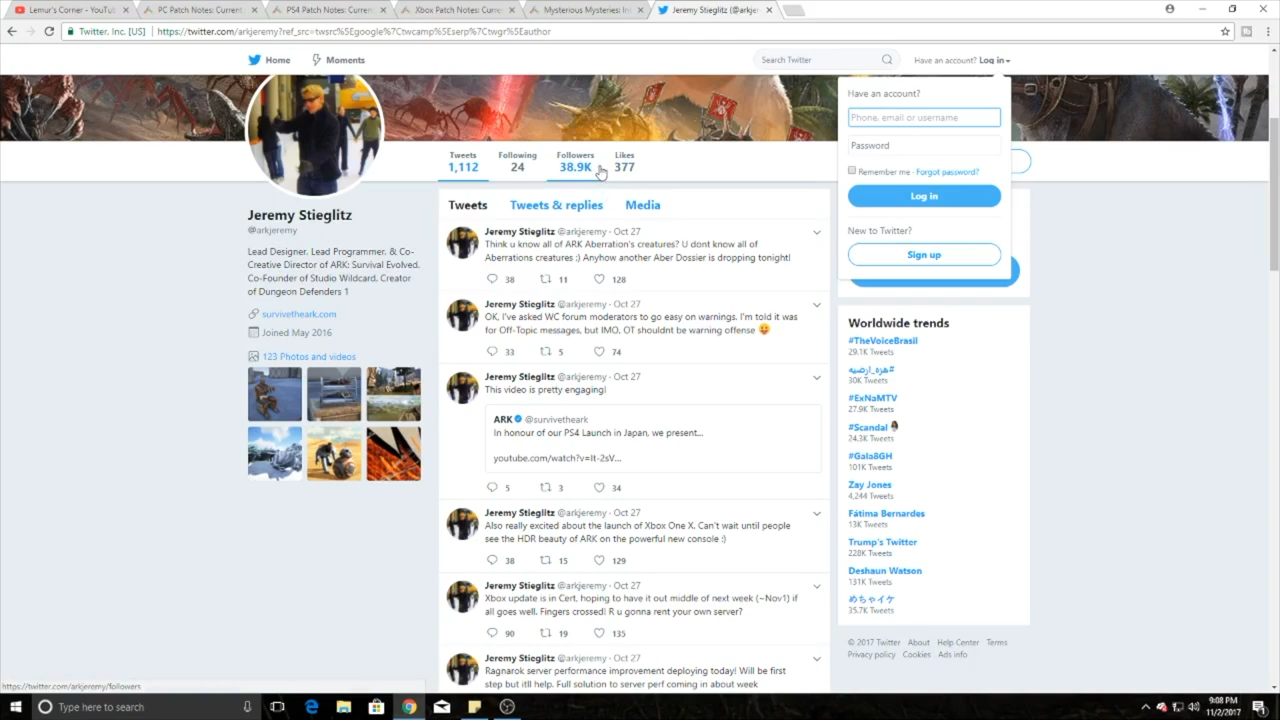 Lemur's Corner - YouTu
PC Patch Notes: Current
PS4 Patch Notes: Curren
Xbox Patch Notes: Curre
Mysterious Mysteries: In
Jeremy Stieglitz (@arkje
Twitter, Inc. [US]
https://twitter.com/arkjeremy?ref_src=twsrc%5Egoogle%7Ctwcamp%5Eserp%7Ctwgr%5Eauthor
Home
Moments
Search Twitter
Have an account? Log in
Have an account?
Phone, email or username
Password
Remember me · Forgot password?
Log in
New to Twitter?
Sign up
Tweets
1,112
Following
24
Followers
38.9K
Likes
377
Jeremy Stieglitz
@arkjeremy
Lead Designer, Lead Programmer, & Co-
Creative Director of ARK: Survival Evolved.
Co-Founder of Studio Wildcard. Creator
of Dungeon Defenders 1
survivetheark.com
Joined May 2016
123 Photos and videos
Tweets
Tweets & replies
Media
Jeremy Stieglitz @arkjeremy · Oct 27
Think u know all of ARK Aberration's creatures? U dont know all of
Aberrations creatures ;) Anyhow another Aber Dossier is dropping tonight!
38 11 128
Jeremy Stieglitz @arkjeremy · Oct 27
OK, I've asked WC forum moderators to go easy on warnings. I'm told it was
for Off-Topic messages, but IMO, OT shouldnt be warning offense 😛
33 5 74
Jeremy Stieglitz @arkjeremy · Oct 27
This video is pretty engaging!
ARK @survivetheark
In honour of our PS4 Launch in Japan, we present...
youtube.com/watch?v=It-2sV...
5 3 34
Jeremy Stieglitz @arkjeremy · Oct 27
Also really excited about the launch of Xbox One X. Can't wait until people
see the HDR beauty of ARK on the powerful new console :)
38 15 129
Jeremy Stieglitz @arkjeremy · Oct 27
Xbox update is in Cert, hoping to have it out middle of next week (~Nov1) if
all goes well. Fingers crossed! R u gonna rent your own server?
90 19 135
Jeremy Stieglitz @arkjeremy · Oct 27
Ragnarok server performance improvement deploying today! Will be first
step but itll help. Full solution to server perf coming in about week
Worldwide trends
#TheVoiceBrasil
29.1K Tweets
#هزه_ارضيه
30K Tweets
#ExNaMTV
27.9K Tweets
#Scandal
24.3K Tweets
#Gala8GH
101K Tweets
Zay Jones
4,244 Tweets
Fátima Bernardes
13K Tweets
Trump's Twitter
228K Tweets
Deshaun Watson
131K Tweets
めちゃイケ
35.7K Tweets
© 2017 Twitter About Help Center Terms
Privacy policy Cookies Ads info
https://twitter.com/arkjeremy/followers
Type here to search
9:08 PM
11/2/2017